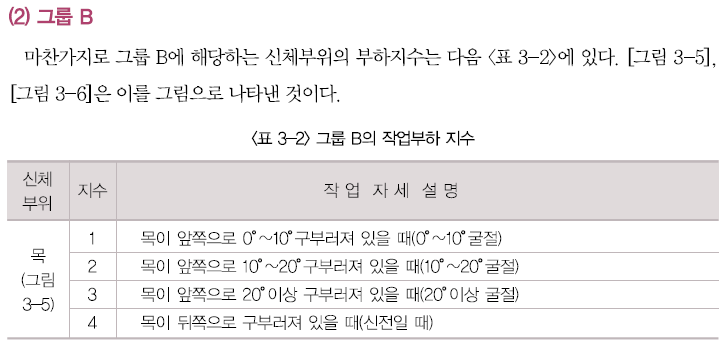 (2) 그룹 B
마찬가지로 그룹 B에 해당하는 신체부위의 부하지수는 다음 〈표 3-2〉에 있다. [그림 3-5],
[그림 3-6]은 이를 그림으로 나타낸 것이다.
〈표 3-2〉 그룹 B의 작업부하 지수
신체 부위 지수 작 업 자 세 설 명
목 (그림 3-5)
1 목이 앞쪽으로 0°~10°구부러져 있을 때(0°~10°굴절)
2 목이 앞쪽으로 10°~20°구부러져 있을 때(10°~20°굴절)
3 목이 앞쪽으로 20°이상 구부러져 있을 때(20°이상 굴절)
4 목이 뒤쪽으로 구부러져 있을 때(신전일 때)